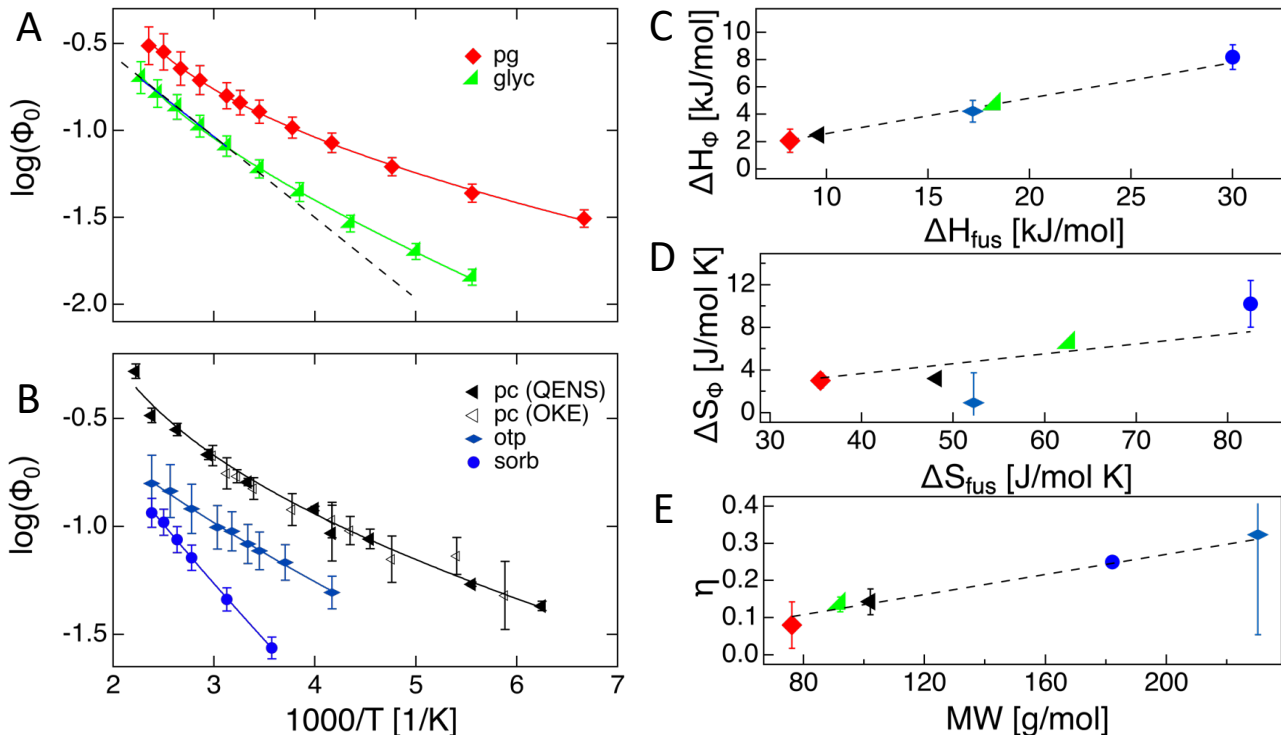 A
-0.5
-1.0
-1.5
-2.0
log(Φ₀)
pg
glyc
B
-0.5
-1.0
-1.5
log(Φ₀)
pc (QENS)
pc (OKE)
otp
sorb
2 3 4 5 6 7
1000/T [1/K]
C
10
8
6
4
2
0
ΔH_Φ [kJ/mol]
10 15 20 25 30
ΔH_fus [kJ/mol]
D
12
8
4
0
ΔS_Φ [J/mol K]
30 40 50 60 70 80
ΔS_fus [J/mol K]
E
0.4
0.3
0.2
0.1
0.0
η
80 120 160 200
MW [g/mol]